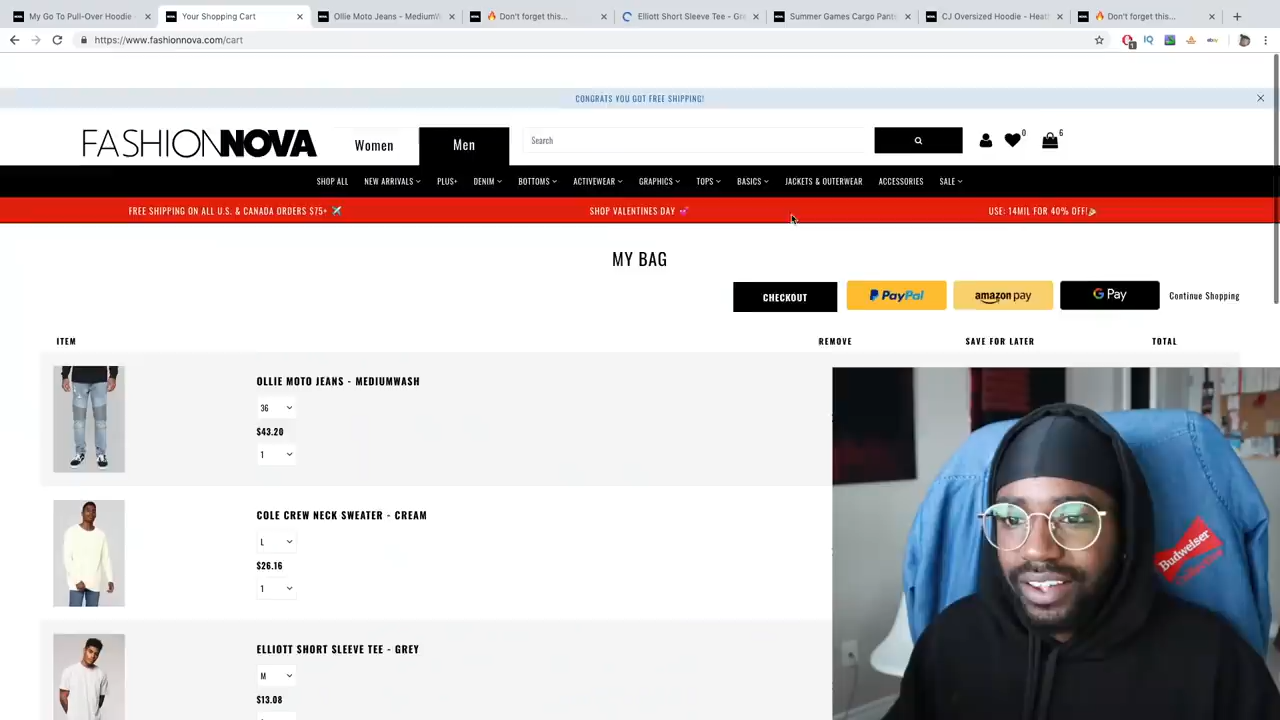 My Go To Pull-Over Hoodie
Your Shopping Cart
Ollie Moto Jeans - MediumW
🔥 Don't forget this...
Elliott Short Sleeve Tee - Gre
Summer Games Cargo Pant
CJ Oversized Hoodie - Heat
🔥 Don't forget this...
https://www.fashionnova.com/cart
CONGRATS YOU GOT FREE SHIPPING!
FASHIONNOVA
Women
Men
Search
0
6
SHOP ALL
NEW ARRIVALS
PLUS+
DENIM
BOTTOMS
ACTIVEWEAR
GRAPHICS
TOPS
BASICS
JACKETS & OUTERWEAR
ACCESSORIES
SALE
FREE SHIPPING ON ALL U.S. & CANADA ORDERS $75+ ✈️
SHOP VALENTINES DAY 💞
USE: 14MIL FOR 40% OFF!🎉
MY BAG
CHECKOUT
PayPal
amazon pay
G Pay
Continue Shopping
ITEM
REMOVE
SAVE FOR LATER
TOTAL
OLLIE MOTO JEANS - MEDIUMWASH
36
$43.20
1
COLE CREW NECK SWEATER - CREAM
L
$26.16
1
ELLIOTT SHORT SLEEVE TEE - GREY
M
$13.08
Budweiser